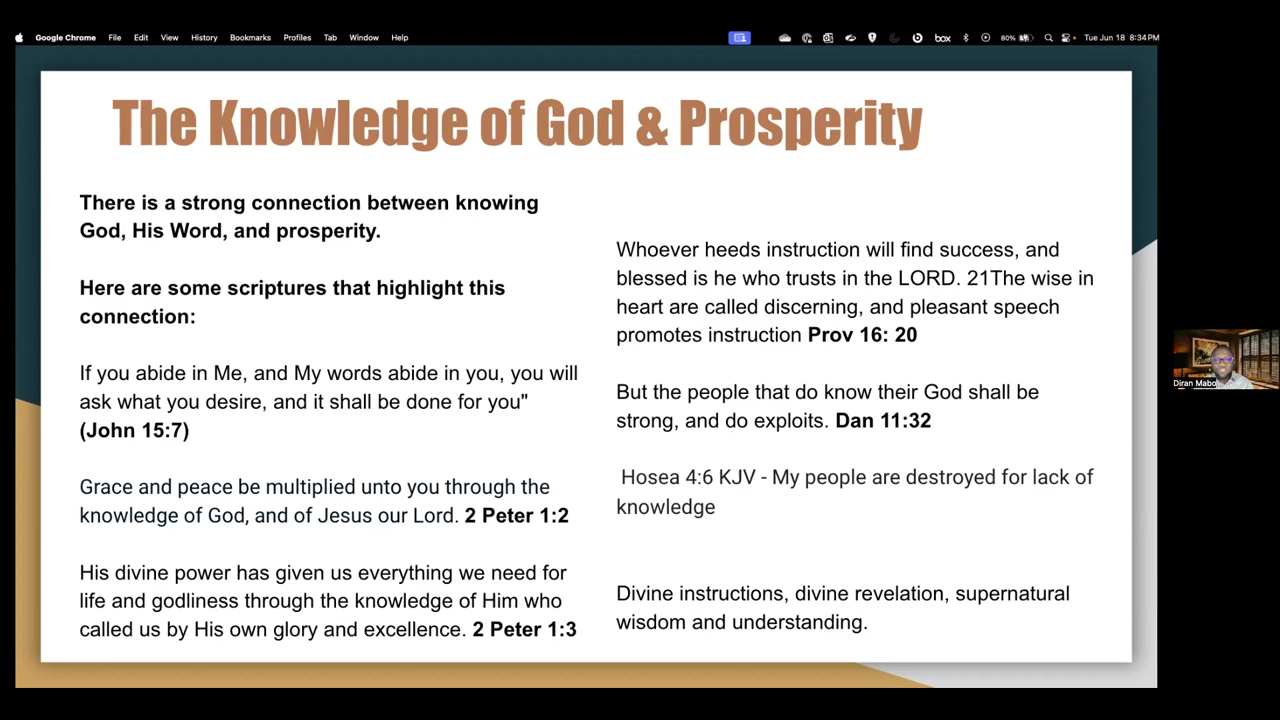 Google Chrome File Edit View History Bookmarks Profiles Tab Window Help box 80% Tue Jun 18 8:34 PM
The Knowledge of God & Prosperity
There is a strong connection between knowing
God, His Word, and prosperity.
Here are some scriptures that highlight this
connection:
If you abide in Me, and My words abide in you, you will
ask what you desire, and it shall be done for you"
(John 15:7)
Grace and peace be multiplied unto you through the
knowledge of God, and of Jesus our Lord. 2 Peter 1:2
His divine power has given us everything we need for
life and godliness through the knowledge of Him who
called us by His own glory and excellence. 2 Peter 1:3
Whoever heeds instruction will find success, and
blessed is he who trusts in the LORD. 21The wise in
heart are called discerning, and pleasant speech
promotes instruction Prov 16: 20
But the people that do know their God shall be
strong, and do exploits. Dan 11:32
Hosea 4:6 KJV - My people are destroyed for lack of
knowledge
Divine instructions, divine revelation, supernatural
wisdom and understanding.
Diran Mabo